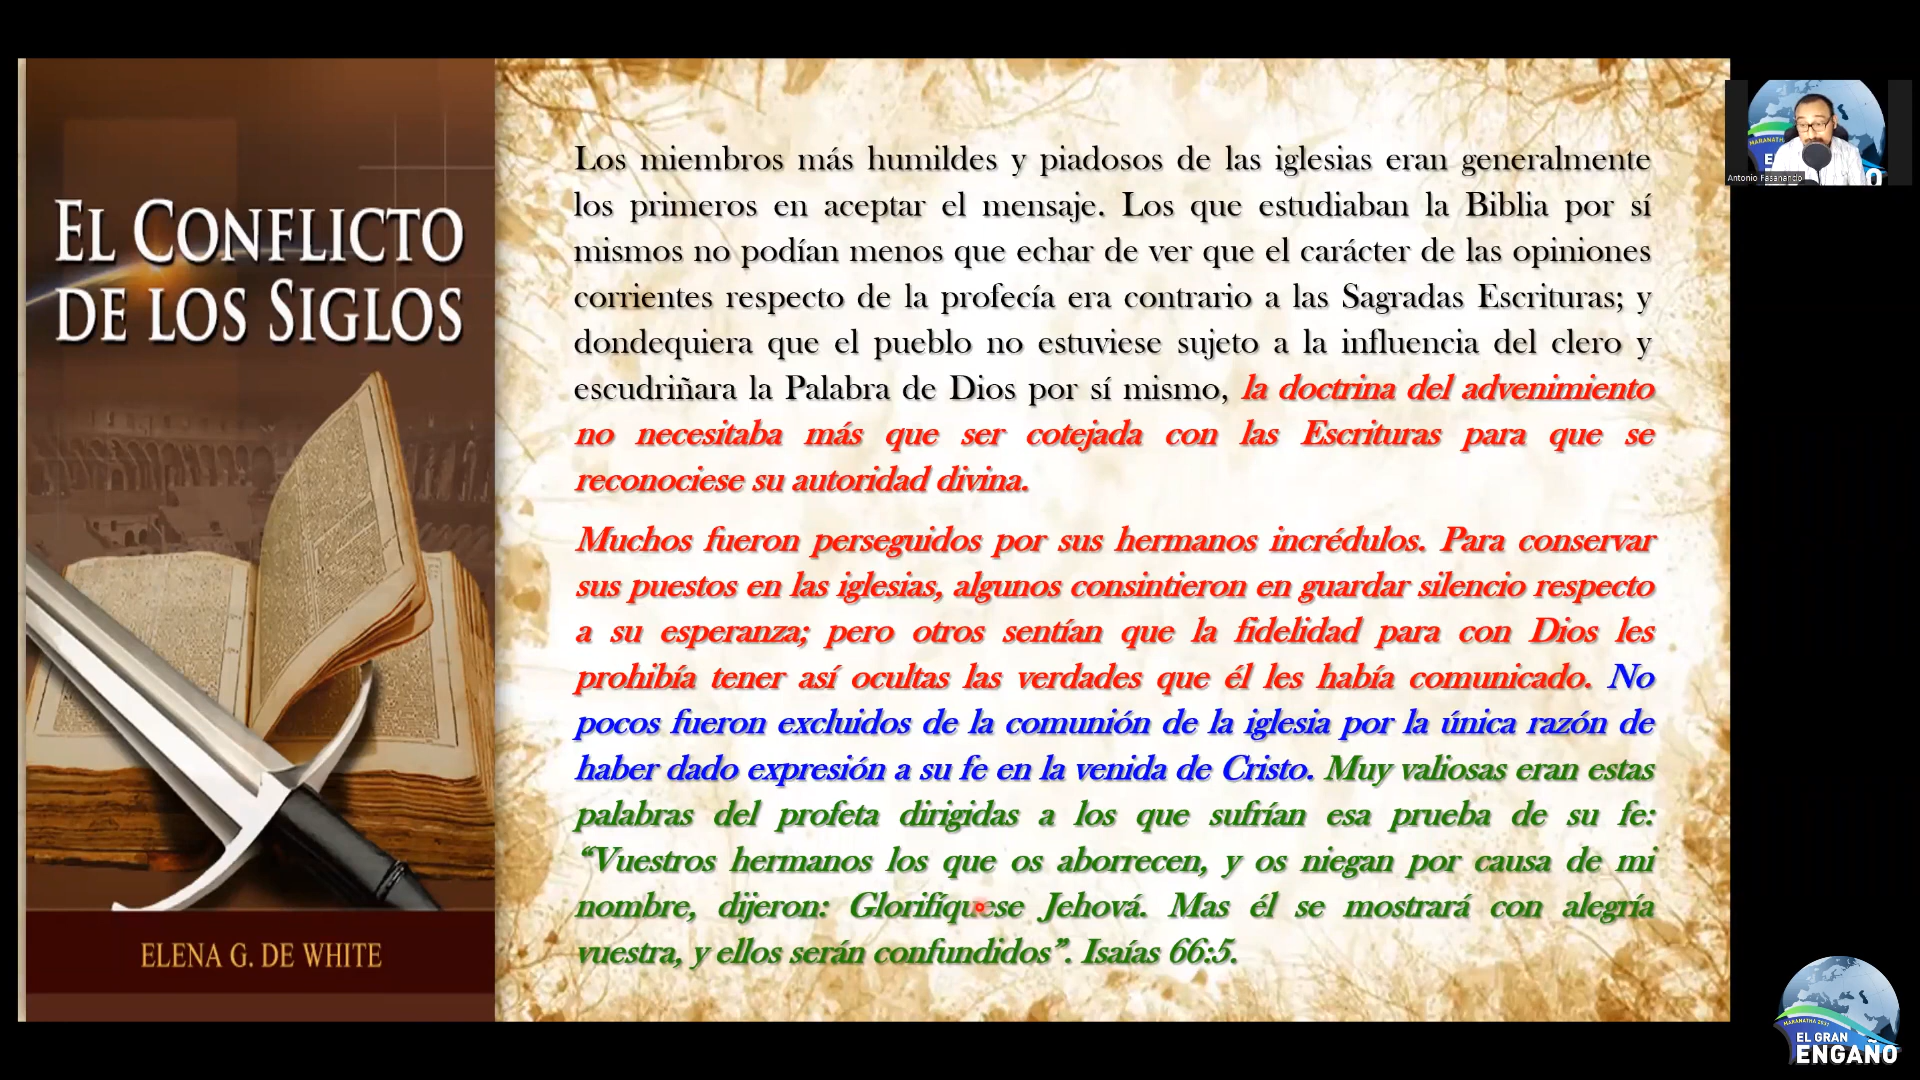 EL CONFLICTO
DE LOS SIGLOS
ELENA G. DE WHITE
Los miembros más humildes y piadosos de las iglesias eran generalmente
los primeros en aceptar el mensaje. Los que estudiaban la Biblia por sí
mismos no podían menos que echar de ver que el carácter de las opiniones
corrientes respecto de la profecía era contrario a las Sagradas Escrituras; y
dondequiera que el pueblo no estuviese sujeto a la influencia del clero y
escudriñara la Palabra de Dios por sí mismo, la doctrina del advenimiento
no necesitaba más que ser cotejada con las Escrituras para que se
reconociese su autoridad divina.
Muchos fueron perseguidos por sus hermanos incrédulos. Para conservar
sus puestos en las iglesias, algunos consintieron en guardar silencio respecto
a su esperanza; pero otros sentían que la fidelidad para con Dios les
prohibía tener así ocultas las verdades que él les había comunicado. No
pocos fueron excluidos de la comunión de la iglesia por la única razón de
haber dado expresión a su fe en la venida de Cristo. Muy valiosas eran estas
palabras del profeta dirigidas a los que sufrían esa prueba de su fe:
“Vuestros hermanos los que os aborrecen, y os niegan por causa de mi
nombre, dijeron: Glorifíquese Jehová. Mas él se mostrará con alegría
vuestra, y ellos serán confundidos”. Isaías 66:5.
Antonio Fasanando
EL GRAN
ENGAÑO